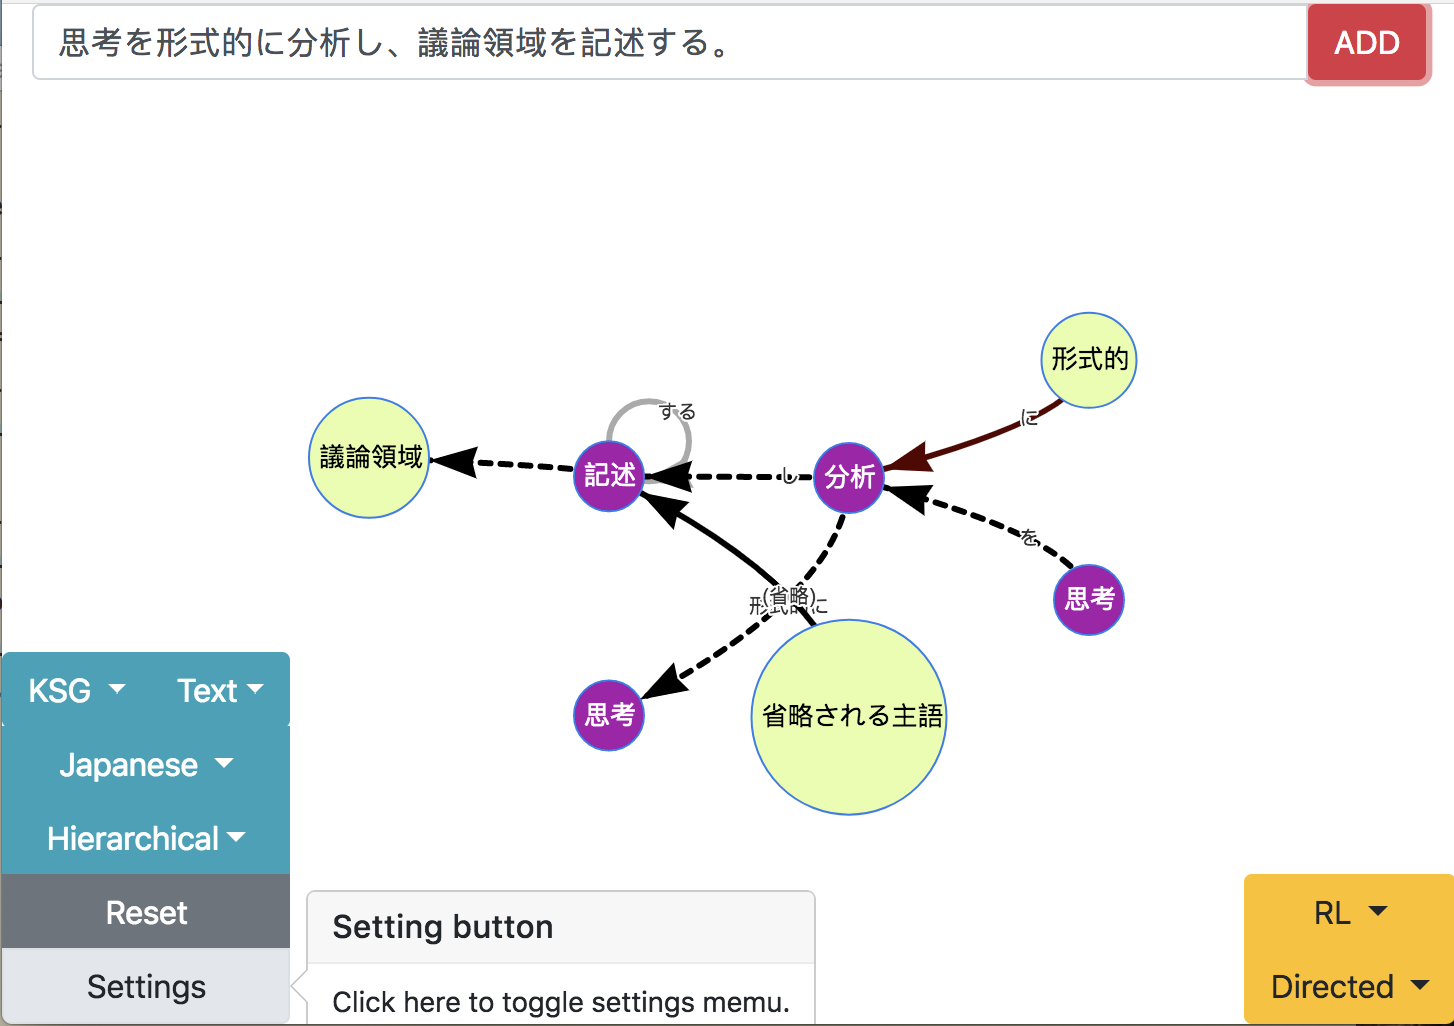 思考を形式的に分析し、議論領域を記述する。
ADD
形式的
に
する
議論領域
記述
し
分析
を
思考
(省略)
形式的に
思考
省略される主語
KSG
Text
Japanese
Hierarchical
Reset
Settings
Setting button
Click here to toggle settings memu.
RL
Directed